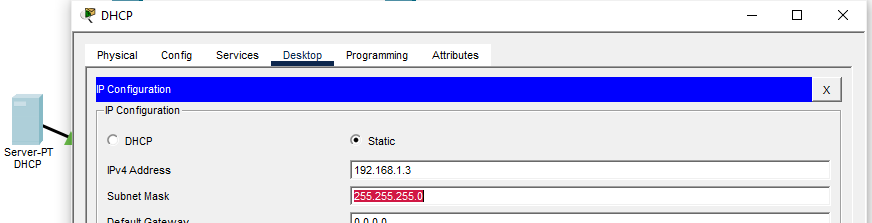 DHCP
Physical Config Services Desktop Programming Attributes
IP Configuration X
IP Configuration
DHCP Static
Server-PT
DHCP
IPv4 Address 192.168.1.3
Subnet Mask 255.255.255.0
Default Gateway 0.0.0.0